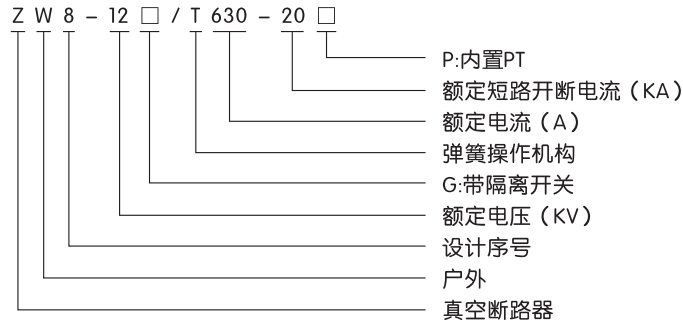 ZW8-12□/T630-20□
P:内置PT
额定短路开断电流（KA）
额定电流（A）
弹簧操作机构
G:带隔离开关
额定电压（KV）
设计序号
户外
真空断路器